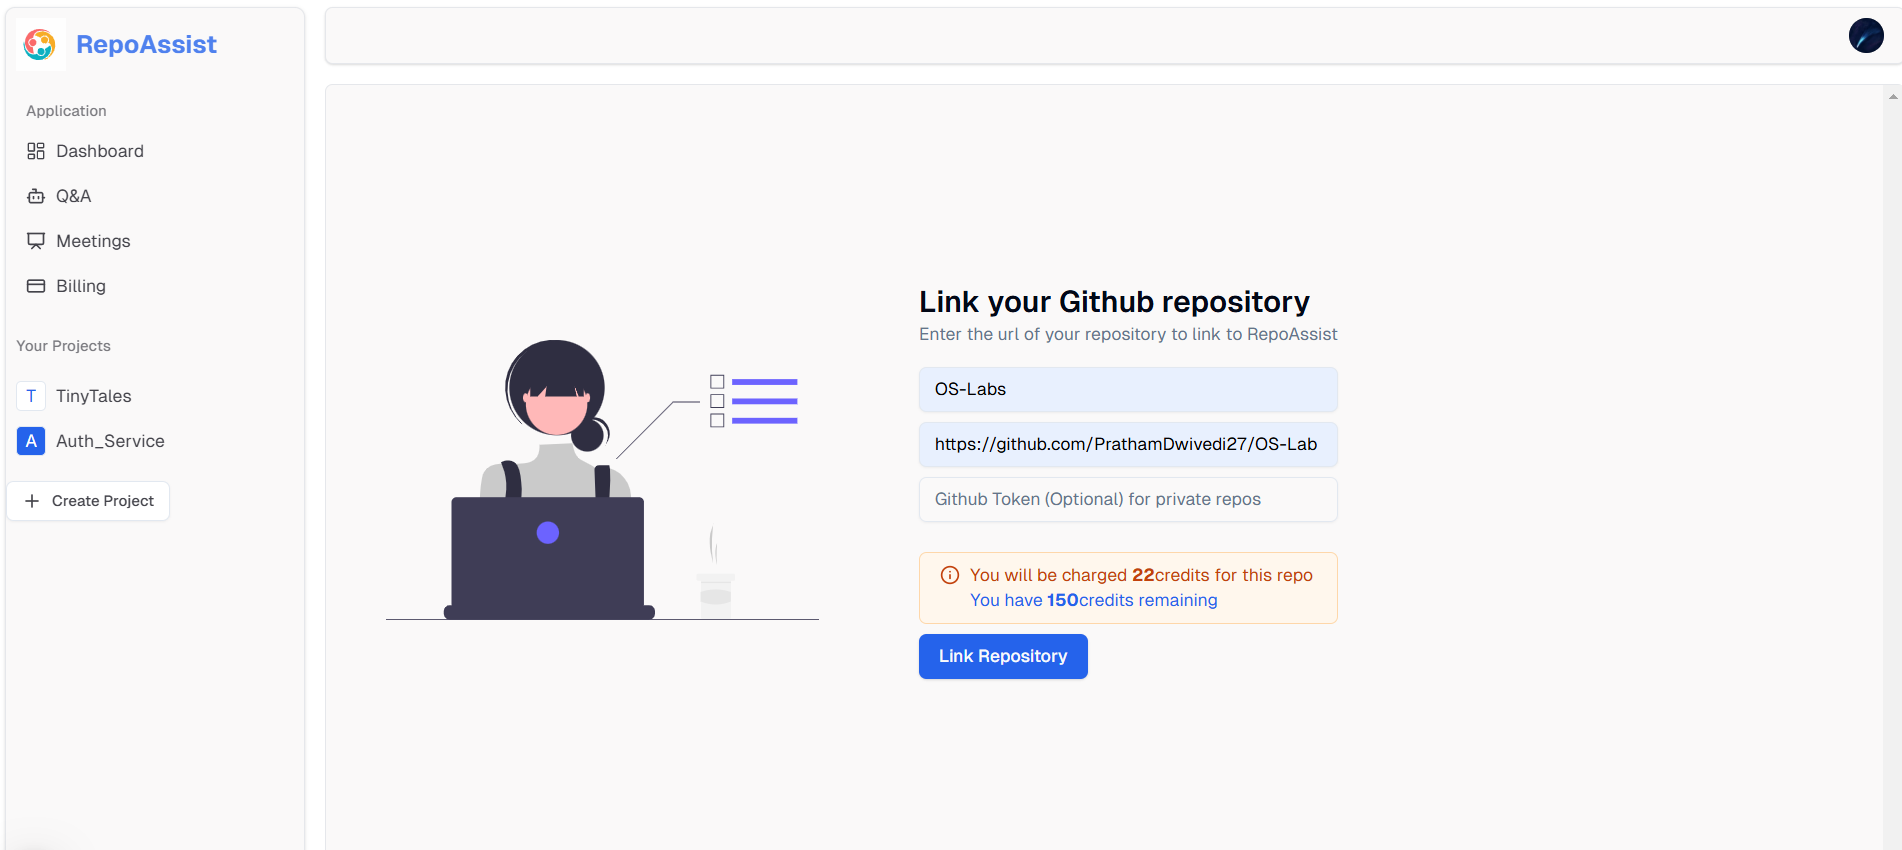 RepoAssist
Application
Dashboard
Q&A
Meetings
Billing
Your Projects
T TinyTales
A Auth_Service
+ Create Project
Link your Github repository
Enter the url of your repository to link to RepoAssist
OS-Labs
https://github.com/PrathamDwivedi27/OS-Lab
Github Token (Optional) for private repos
You will be charged 22credits for this repo
You have 150credits remaining
Link Repository